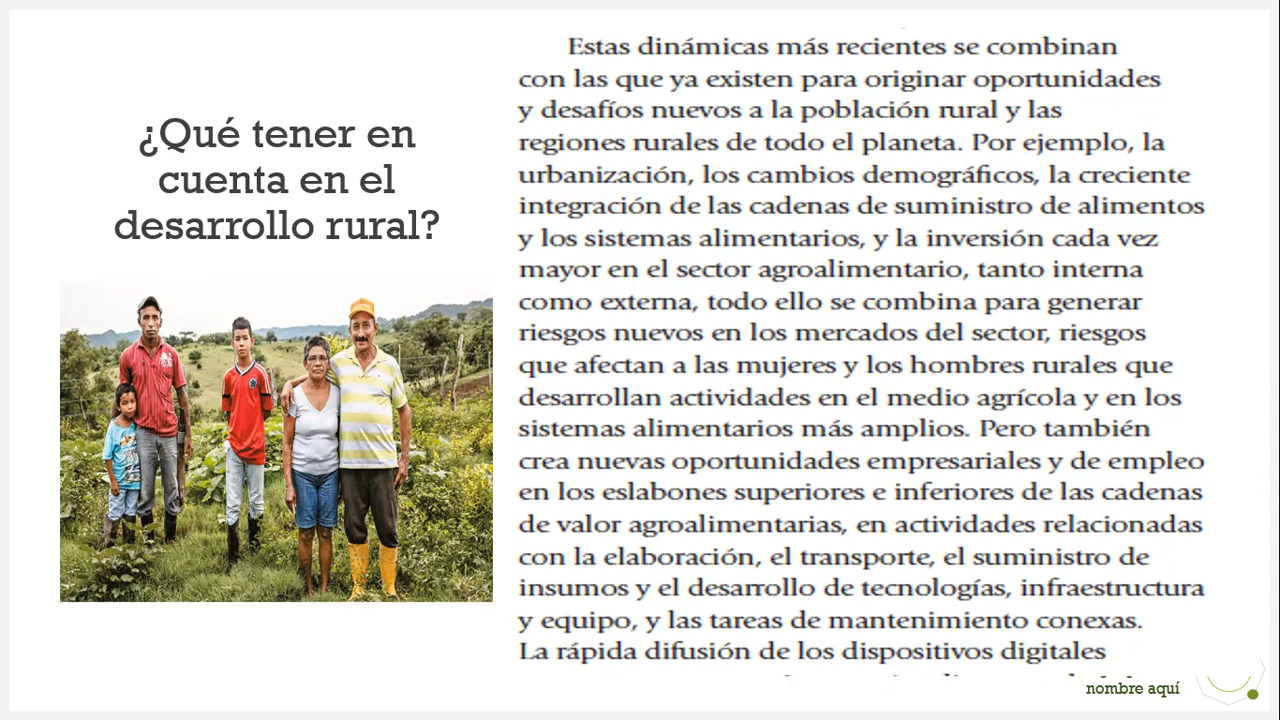 ¿Qué tener en
cuenta en el
desarrollo rural?
Estas dinámicas más recientes se combinan
con las que ya existen para originar oportunidades
y desafíos nuevos a la población rural y las
regiones rurales de todo el planeta. Por ejemplo, la
urbanización, los cambios demográficos, la creciente
integración de las cadenas de suministro de alimentos
y los sistemas alimentarios, y la inversión cada vez
mayor en el sector agroalimentario, tanto interna
como externa, todo ello se combina para generar
riesgos nuevos en los mercados del sector, riesgos
que afectan a las mujeres y los hombres rurales que
desarrollan actividades en el medio agrícola y en los
sistemas alimentarios más amplios. Pero también
crea nuevas oportunidades empresariales y de empleo
en los eslabones superiores e inferiores de las cadenas
de valor agroalimentarias, en actividades relacionadas
con la elaboración, el transporte, el suministro de
insumos y el desarrollo de tecnologías, infraestructura
y equipo, y las tareas de mantenimiento conexas.
La rápida difusión de los dispositivos digitales
nombre aquí